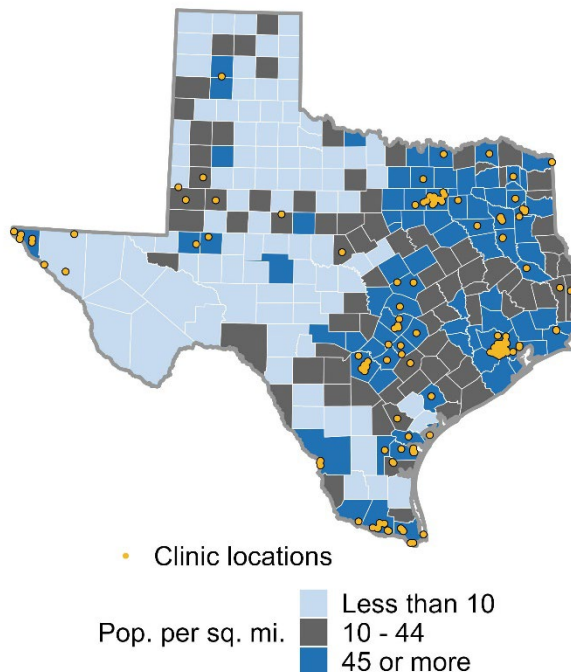 Clinic locations
Pop. per sq. mi.
Less than 10
10 - 44
45 or more